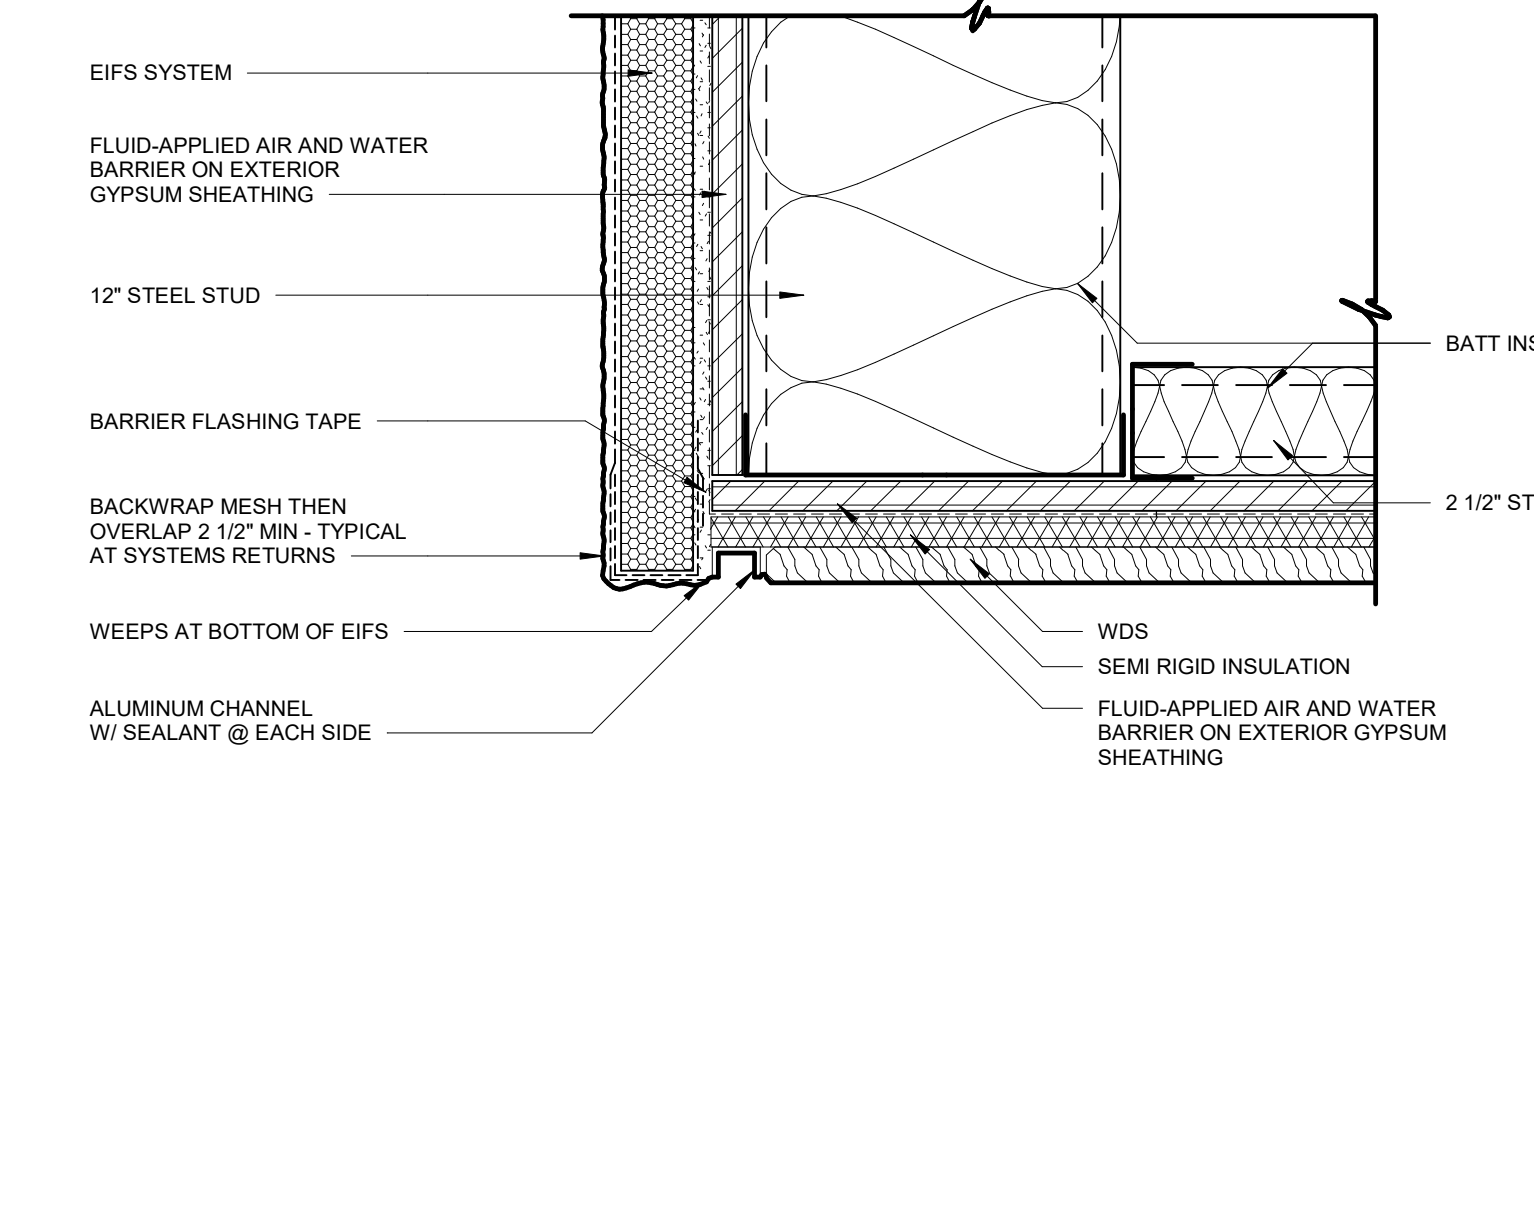 EIFS SYSTEM
FLUID-APPLIED AIR AND WATER
BARRIER ON EXTERIOR
GYPSUM SHEATHING
12" STEEL STUD
BARRIER FLASHING TAPE
BACKWRAP MESH THEN
OVERLAP 2 1/2" MIN - TYPICAL
AT SYSTEMS RETURNS
WEEPS AT BOTTOM OF EIFS
ALUMINUM CHANNEL
W/ SEALANT @ EACH SIDE
BATT
2 1/2"
WDS
SEMI RIGID INSULATION
FLUID-APPLIED AIR AND WATER
BARRIER ON EXTERIOR GYPSUM
SHEATHING